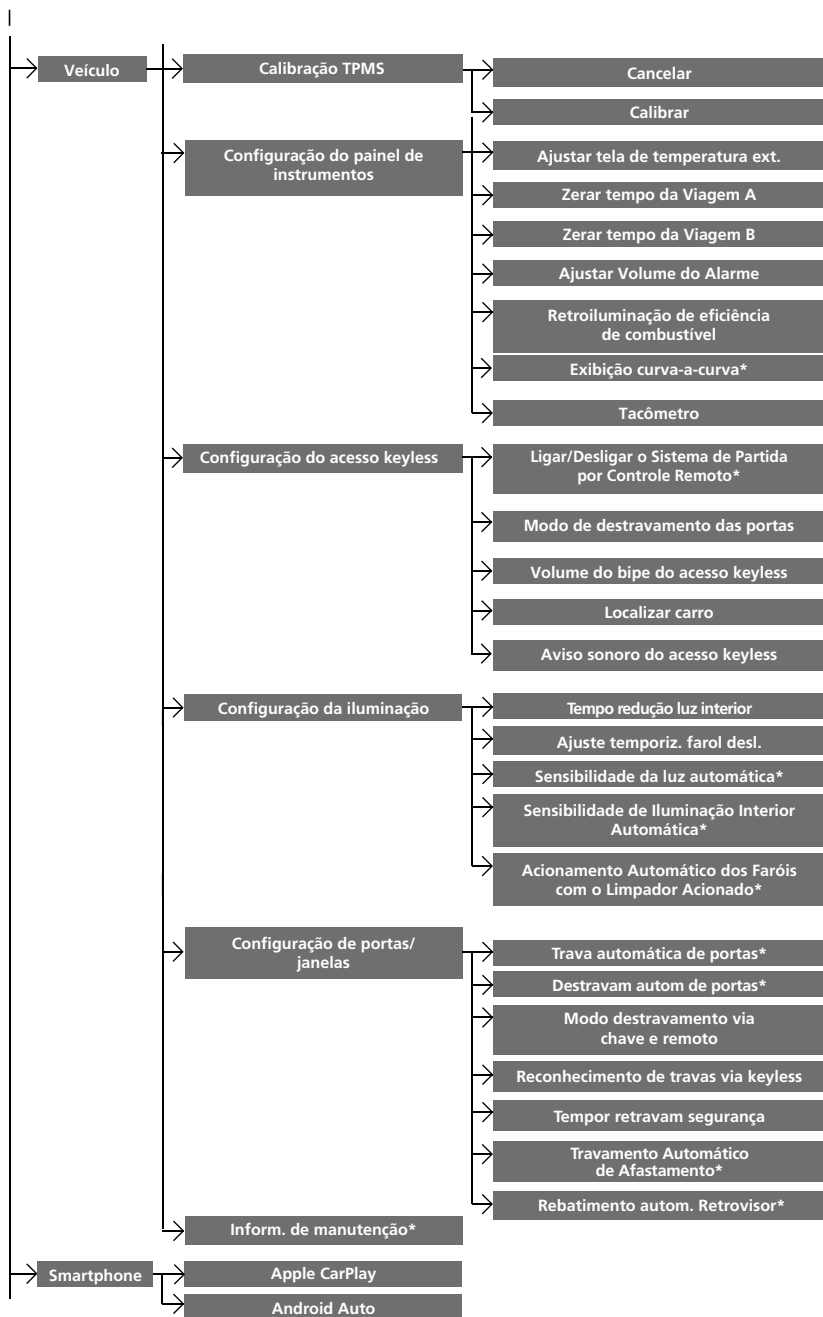 Veículo
Calibração TPMS
Cancelar
Calibrar
Configuração do painel de
instrumentos
Ajustar tela de temperatura ext.
Zerar tempo da Viagem A
Zerar tempo da Viagem B
Ajustar Volume do Alarme
Retroiluminação de eficiência
de combustível
Exibição curva-a-curva*
Tacômetro
Configuração do acesso keyless
Ligar/Desligar o Sistema de Partida
por Controle Remoto*
Modo de destravamento das portas
Volume do bipe do acesso keyless
Localizar carro
Aviso sonoro do acesso keyless
Configuração da iluminação
Tempo redução luz interior
Ajuste temporiz. farol desl.
Sensibilidade da luz automática*
Sensibilidade de Iluminação Interior
Automática*
Acionamento Automático dos Faróis
com o Limpador Acionado*
Configuração de portas/
janelas
Trava automática de portas*
Destravam autom de portas*
Modo destravamento via
chave e remoto
Reconhecimento de travas via keyless
Tempor retravam segurança
Travamento Automático
de Afastamento*
Rebatimento autom. Retrovisor*
Inform. de manutenção*
Smartphone
Apple CarPlay
Android Auto